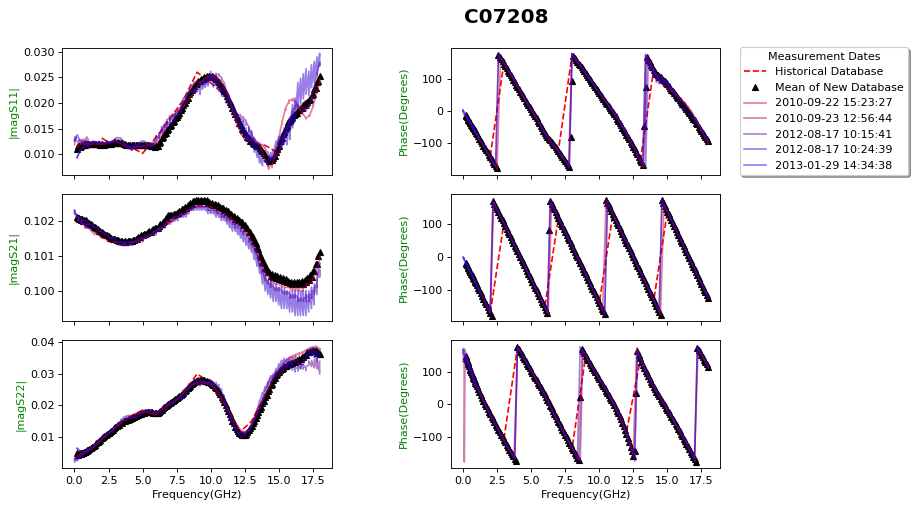 C07208
0.030
0.025
0.020
0.015
0.010
|magS11|
100
0
−100
Phase(Degrees)
Measurement Dates
Historical Database
Mean of New Database
2010-09-22 15:23:27
2010-09-23 12:56:44
2012-08-17 10:15:41
2012-08-17 10:24:39
2013-01-29 14:34:38
0.102
0.101
0.100
|magS21|
100
0
−100
Phase(Degrees)
0.04
0.03
0.02
0.01
|magS22|
0.0 2.5 5.0 7.5 10.0 12.5 15.0 17.5
Frequency(GHz)
100
0
−100
Phase(Degrees)
0.0 2.5 5.0 7.5 10.0 12.5 15.0 17.5
Frequency(GHz)